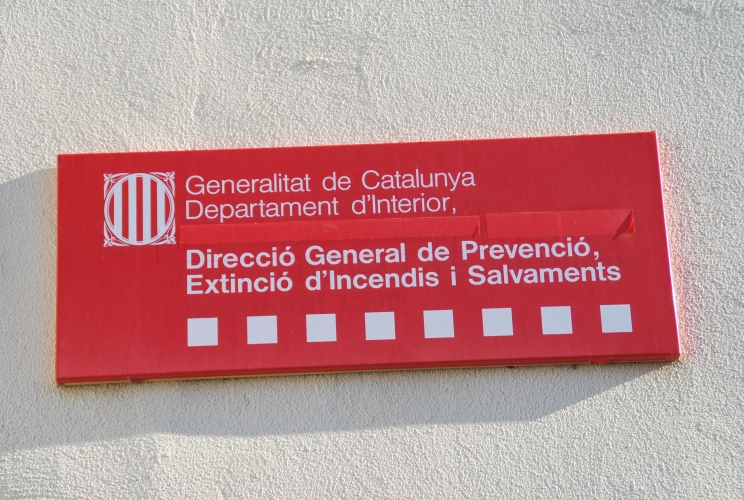 Generalitat de Catalunya
Departament d'Interior,
Direcció General de Prevenció,
Extinció d'Incendis i Salvaments